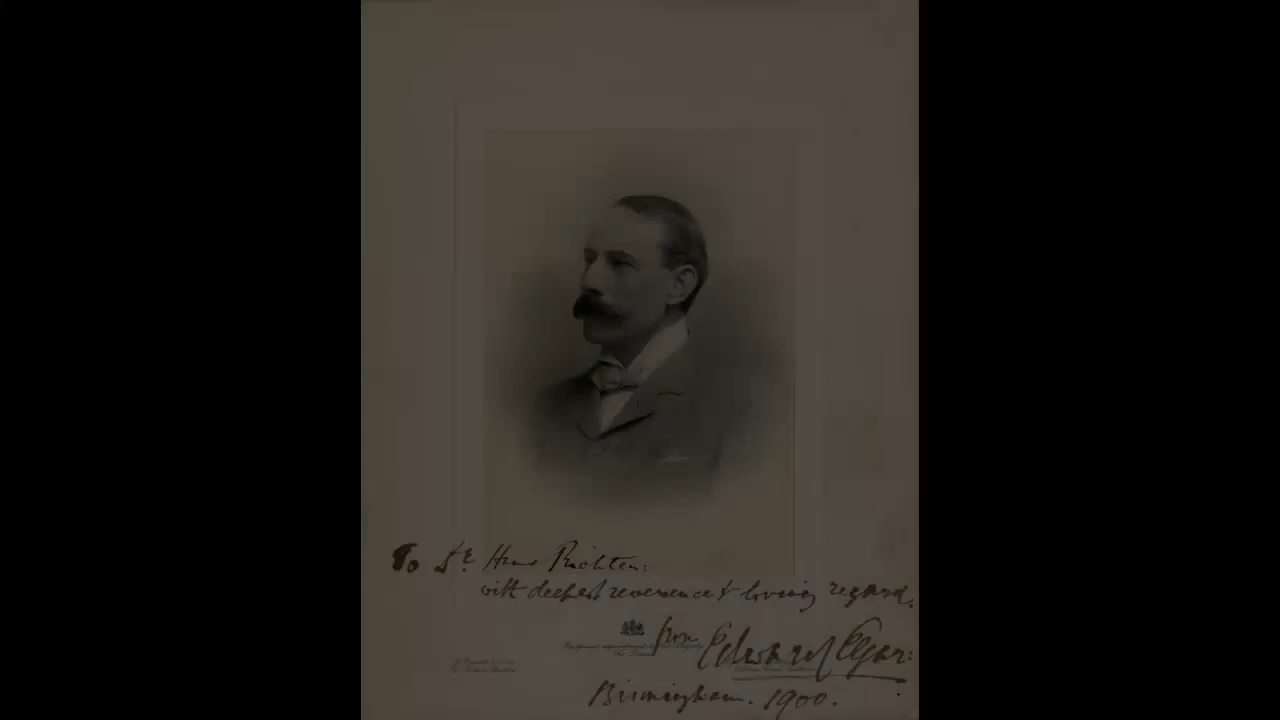 To Dr. Hans Richter:
with deepest reverence & loving regard.
from Edward Elgar:
Birmingham. 1900.